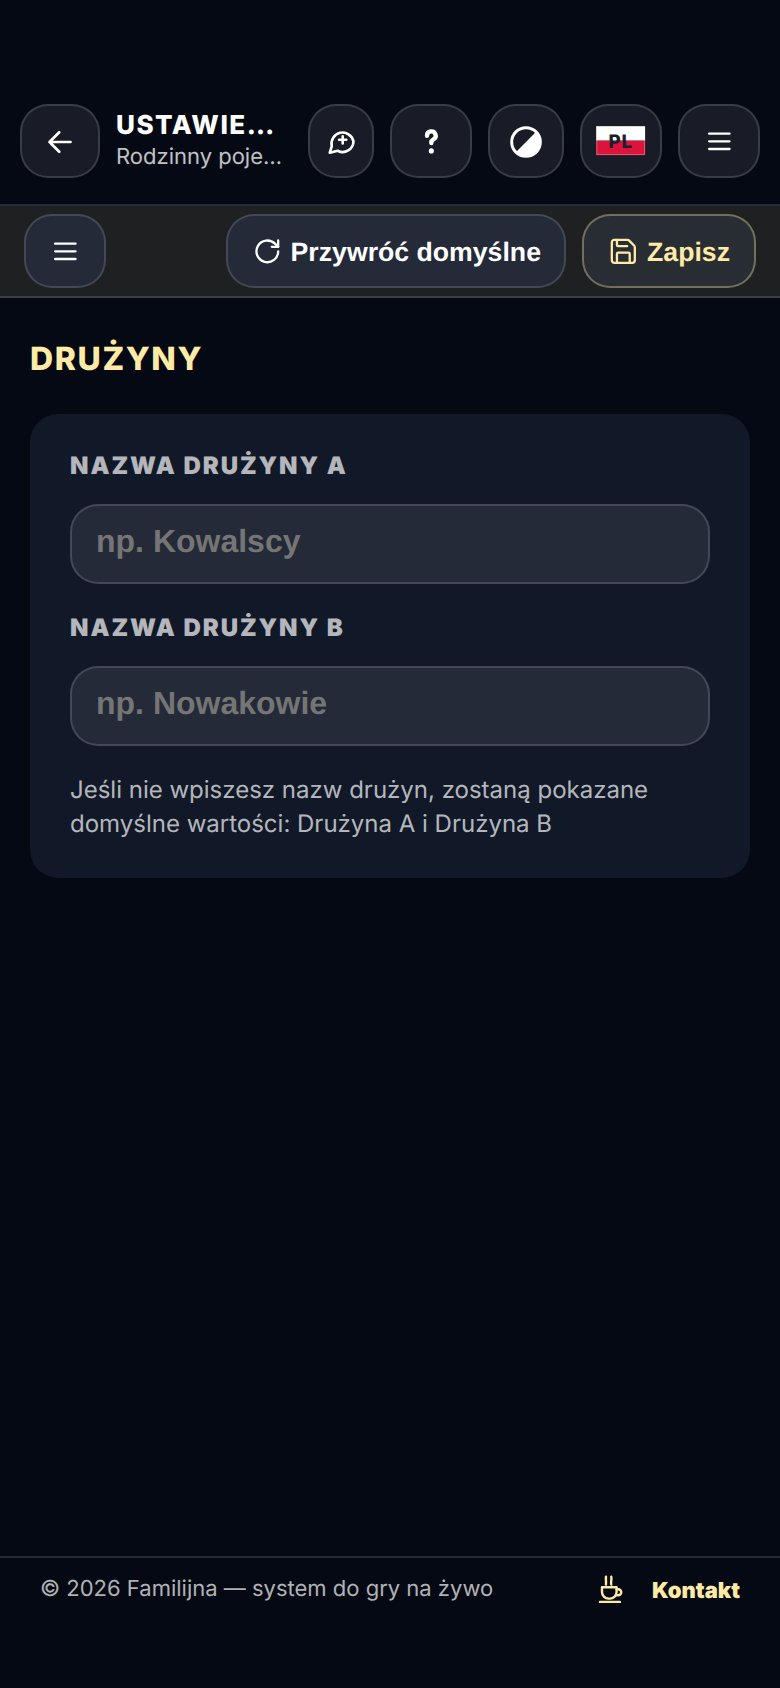 USTAWIE...
Rodzinny poje...
?
PL
Przywróć domyślne
Zapisz
DRUŻYNY
NAZWA DRUŻYNY A
np. Kowalscy
NAZWA DRUŻYNY B
np. Nowakowie
Jeśli nie wpiszesz nazw drużyn, zostaną pokazane
domyślne wartości: Drużyna A i Drużyna B
© 2026 Familijna — system do gry na żywo
Kontakt